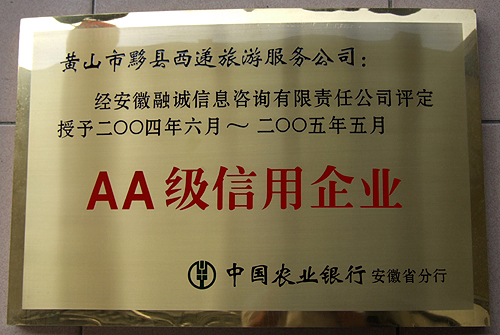 黄山市黟县西递旅游服务公司：
经安徽融诚信息咨询有限责任公司评定
授予二〇〇四年六月～二〇〇五年五月
AA级信用企业
中国农业银行 安徽省分行